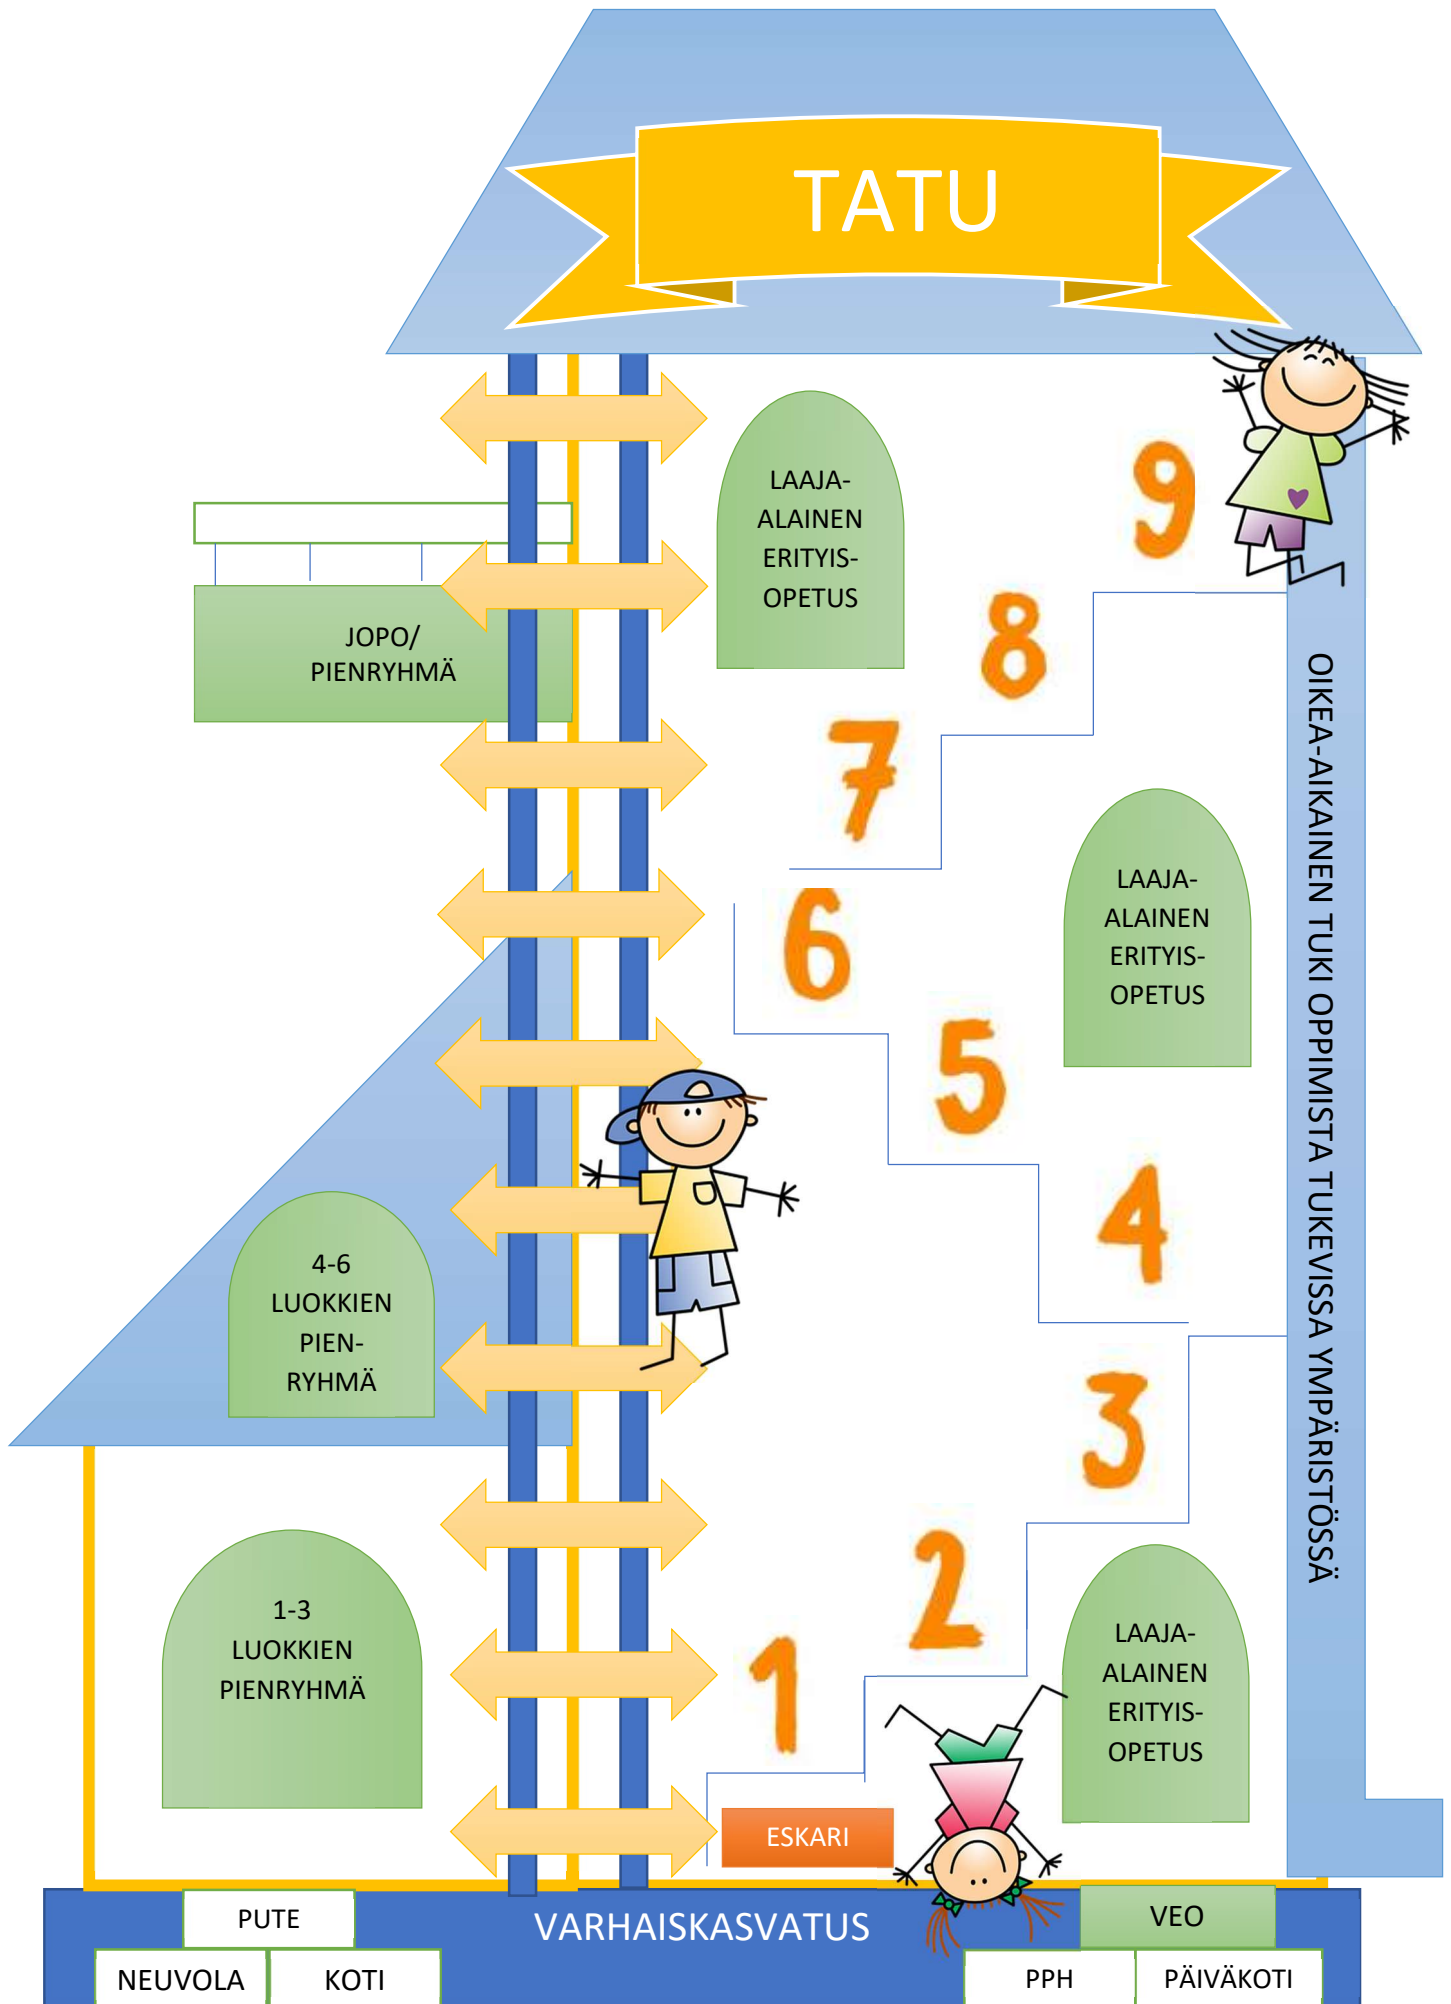 TATU
LAAJA-
ALAINEN
ERITYIS-
OPETUS
9
JOPO/
PIENRYHMÄ
8
7
OIKEA-AIKAINEN TUKI OPPIMISTA TUKEVISSA YMPÄRISTÖSSÄ
LAAJA-
ALAINEN
ERITYIS-
OPETUS
6
5
4
4-6
LUOKKIEN
PIEN-
RYHMÄ
3
2
1-3
LUOKKIEN
PIENRYHMÄ
1
LAAJA-
ALAINEN
ERITYIS-
OPETUS
ESKARI
PUTE
VARHAISKASVATUS
VEO
NEUVOLA
KOTI
PPH
PÄIVÄKOTI